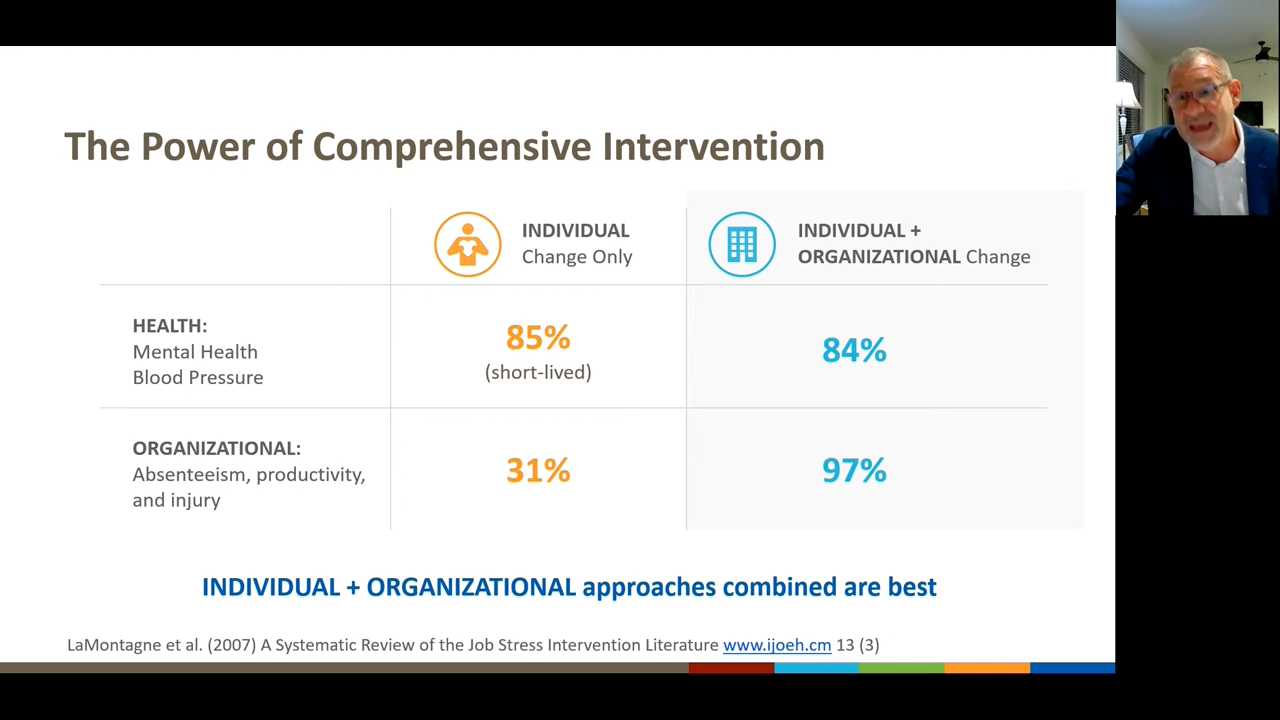 The Power of Comprehensive Intervention
INDIVIDUAL
Change Only
INDIVIDUAL +
ORGANIZATIONAL Change
HEALTH:
Mental Health
Blood Pressure
85%
(short-lived)
84%
ORGANIZATIONAL:
Absenteeism, productivity,
and injury
31%
97%
INDIVIDUAL + ORGANIZATIONAL approaches combined are best
LaMontagne et al. (2007) A Systematic Review of the Job Stress Intervention Literature www.ijoeh.cm 13 (3)